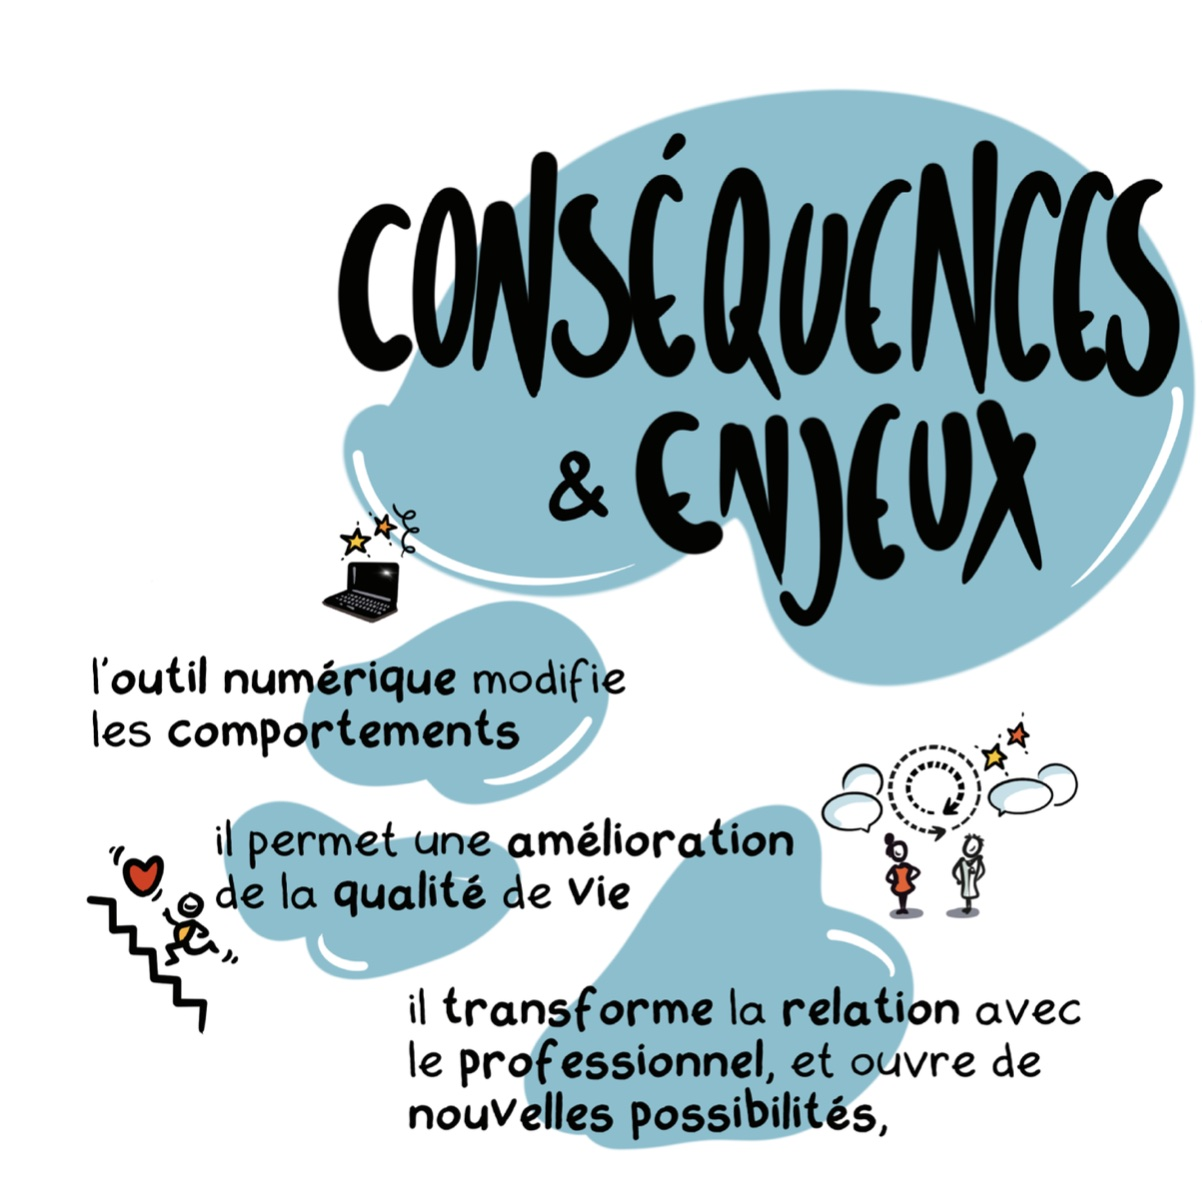 CONSÉQUENCES
& ENJEUX
l'outil numérique modifie
les comportements
il permet une amélioration
de la qualité de vie
il transforme la relation avec
le professionnel, et ouvre de
nouvelles possibilités,